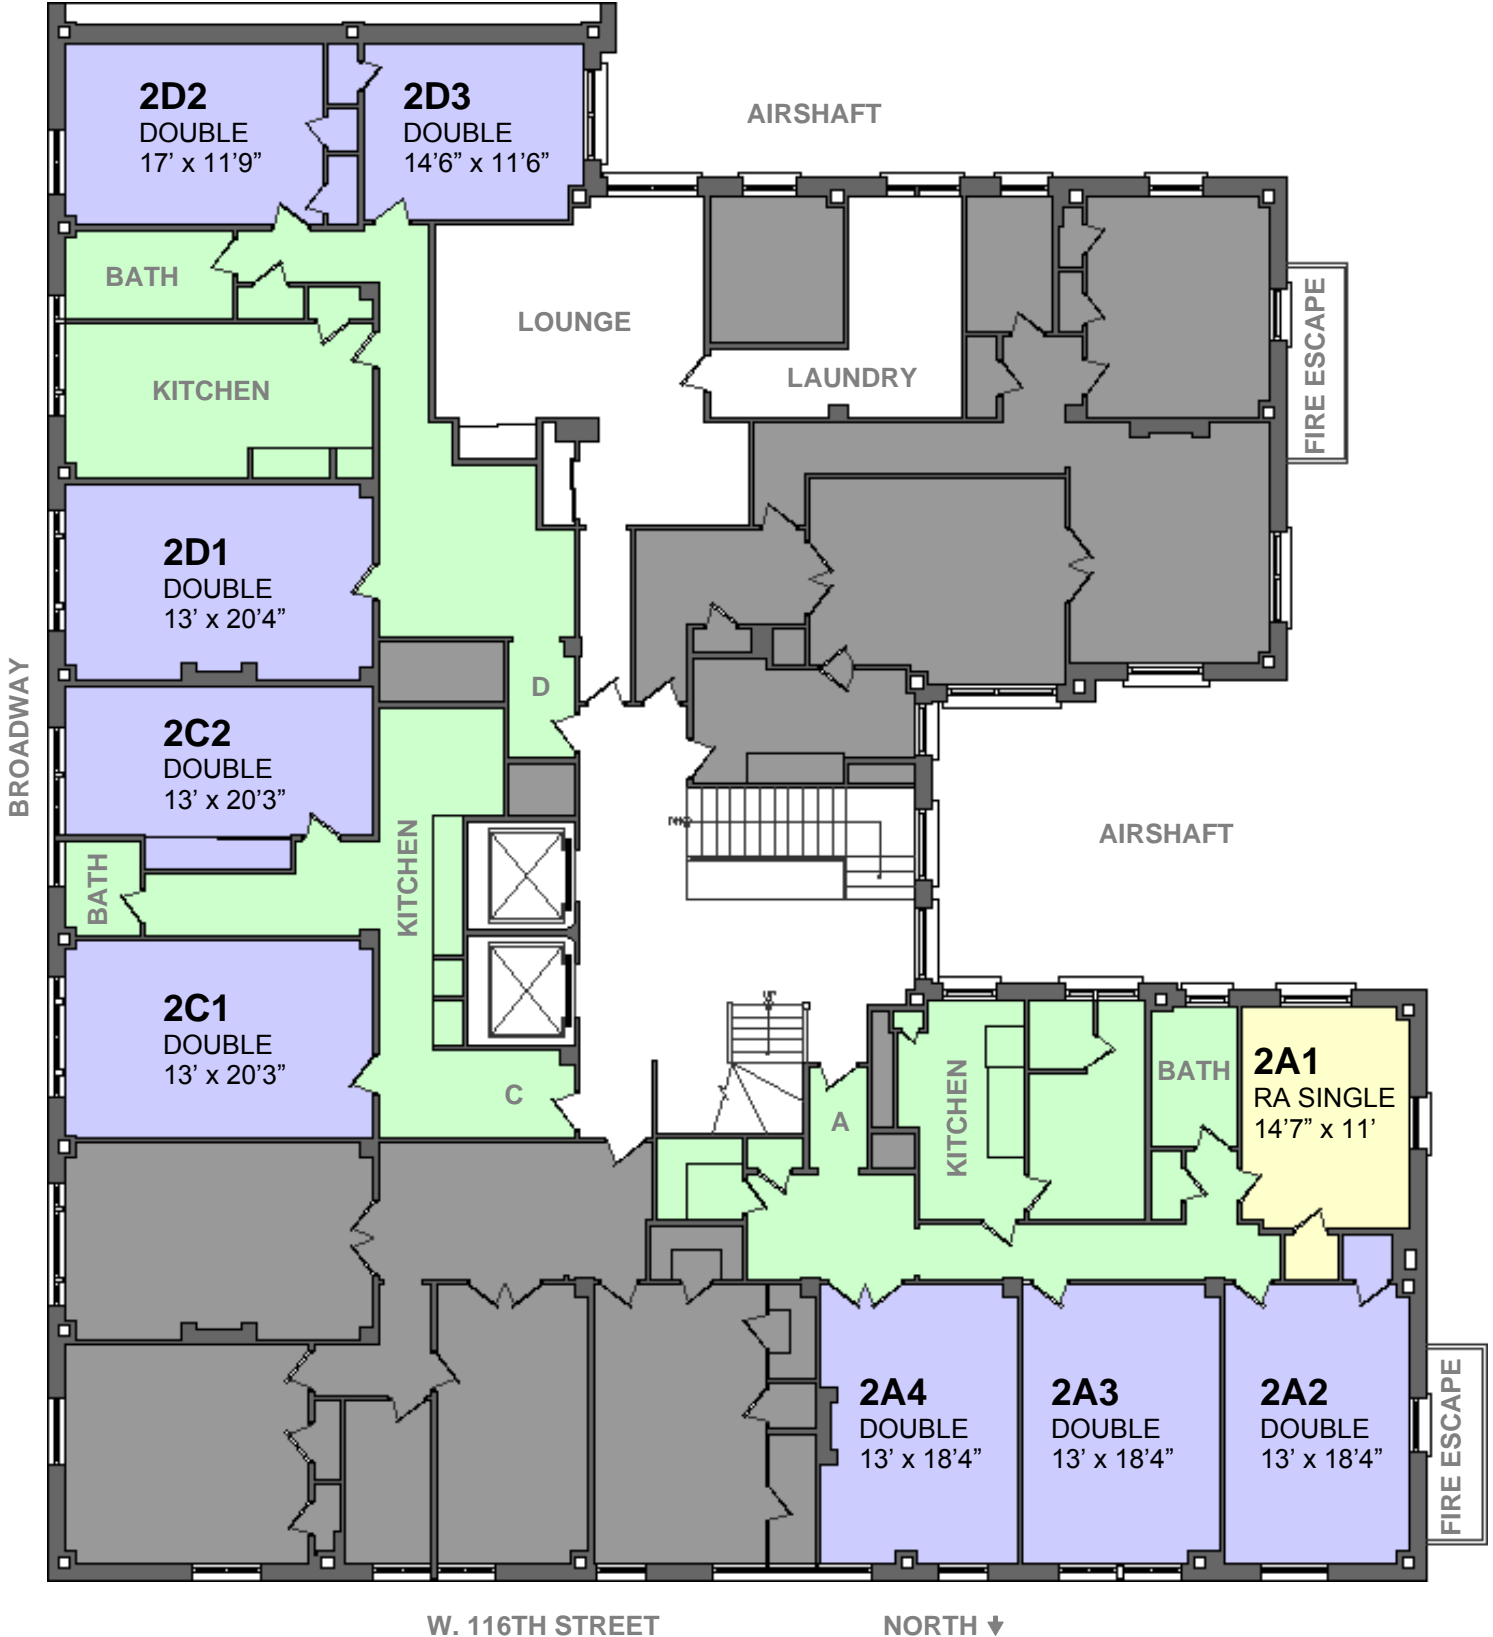 2D2
DOUBLE
17’ x 11’9”
2D3
DOUBLE
14’6” x 11’6”
AIRSHAFT
BATH
LOUNGE
KITCHEN
LAUNDRY
FIRE ESCAPE
2D1
DOUBLE
13’ x 20’4”
D
BROADWAY
2C2
DOUBLE
13’ x 20’3”
KITCHEN
BATH
AIRSHAFT
2C1
DOUBLE
13’ x 20’3”
C
UP
A
KITCHEN
BATH
2A1
RA SINGLE
14’7” x 11’
2A4
DOUBLE
13’ x 18’4”
2A3
DOUBLE
13’ x 18’4”
2A2
DOUBLE
13’ x 18’4”
FIRE ESCAPE
W. 116TH STREET
NORTH